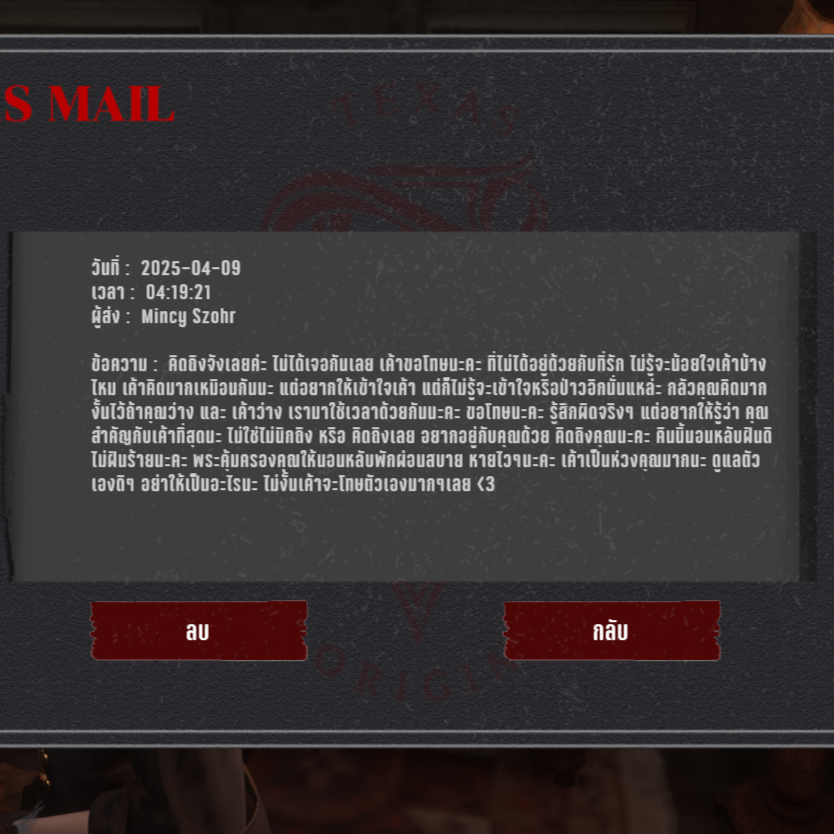 S MAIL
TEXAS
วันที่ : 2025-04-09
เวลา : 04:19:21
ผู้ส่ง : Mincy Szohr
ข้อความ : คิดถึงจังเลยค่ะ ไม่ได้เจอกันเลย เค้าขอโทษนะคะ ที่ไม่ได้อยู่ด้วยกับที่รัก ไม่รู้จะน้อยใจเค้าบ้าง
ไหม เค้าคิดมากเหมือนกันนะ แต่อยากให้เข้าใจเค้า แต่ก็ไม่รู้จะเข้าใจหรือป่าวอีกนั่นแหล่ะ กลัวคุณคิดมาก
งั้นไว้ถ้าคุณว่าง และ เค้าว่าง เรามาใช้เวลาด้วยกันนะคะ ขอโทษนะคะ รู้สึกผิดจริงๆ แต่อยากให้รู้ว่า คุณ
สำคัญกับเค้าที่สุดนะ ไม่ใช่ไม่นึกถึง หรือ คิดถึงเลย อยากอยู่กับคุณด้วย คิดถึงคุณนะคะ คืนนี้นอนหลับฝันดี
ไม่ฝันร้ายนะคะ พระคุ้มครองคุณให้นอนหลับพักผ่อนสบาย หายไวๆนะคะ เค้าเป็นห่วงคุณมากนะ ดูแลตัว
เองดีๆ อย่าให้เป็นอะไรนะ ไม่งั้นเค้าจะโทษตัวเองมากๆเลย <3
ลบ
กลับ
ORIGIN